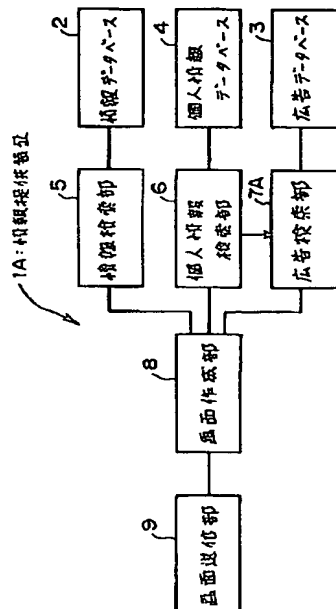 1A:情報提供装置
2
情報データベース
4
個人情報
データベース
3
広告データベース
5
情報検索部
6
個人情報
検索部
7A
広告検索部
8
画面作成部
9
画面送信部